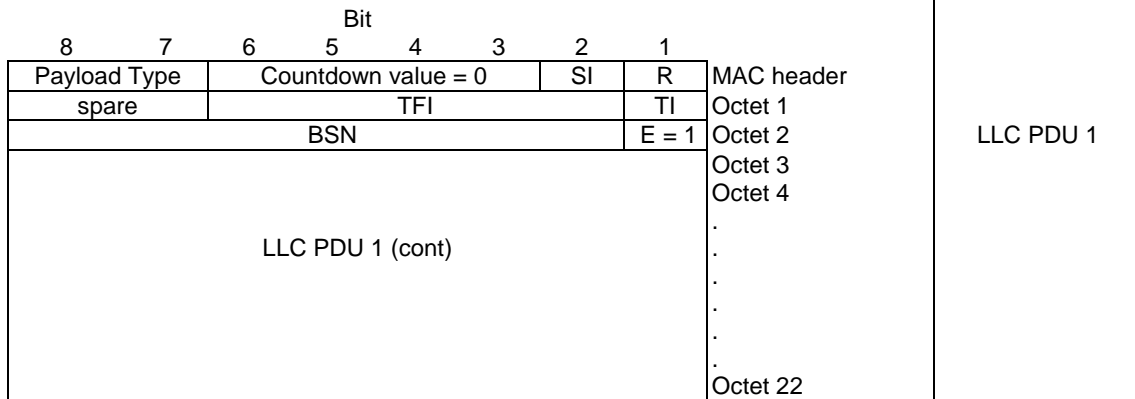 Bit
8 7 6 5 4 3 2 1
Payload Type Countdown value = 0 SI R MAC header
spare TFI TI Octet 1
BSN E = 1 Octet 2 LLC PDU 1
Octet 3
Octet 4
.
LLC PDU 1 (cont) .
.
.
.
.
Octet 22